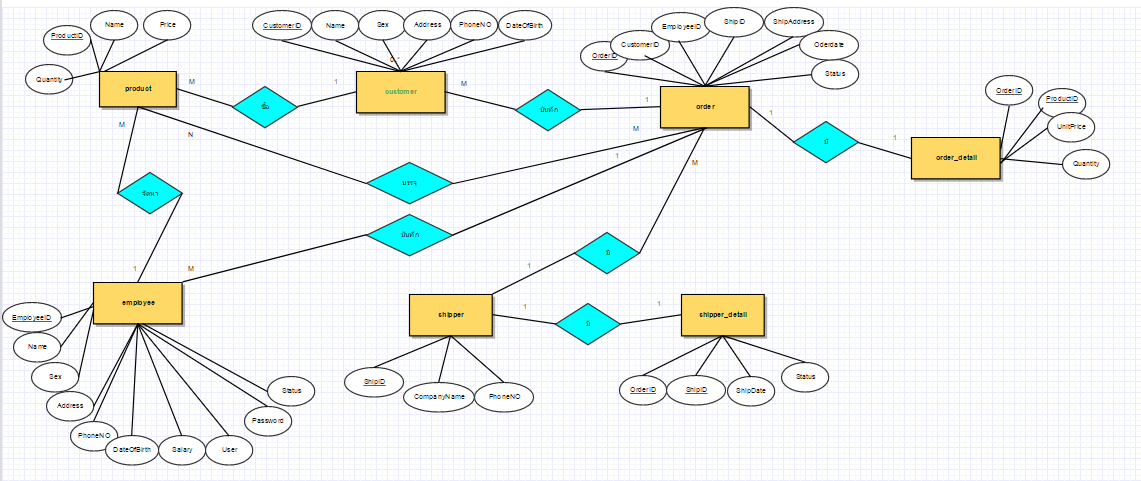 Name
Price
ProductID
Quantity
product
M
ซื้อ
1
CustomerID
Name
Sex
Address
PhoneNO
DateOfBirth
customer
M
บันทึก
1
OrderID
CustomerID
EmployeeID
ShipID
ShipAddress
Oderdate
Status
order
1
มี
1
OrderID
ProductID
UnitPrice
Quantity
order_detail
M
N
M
บรรจุ
1
M
จัดหา
บันทึก
มี
1
M
1
employee
EmployeeID
Name
Sex
Address
PhoneNO
DateOfBirth
Salary
User
Password
Status
shipper
1
มี
1
shipper_detail
ShipID
CompanyName
PhoneNO
OrderID
ShipID
ShipDate
Status